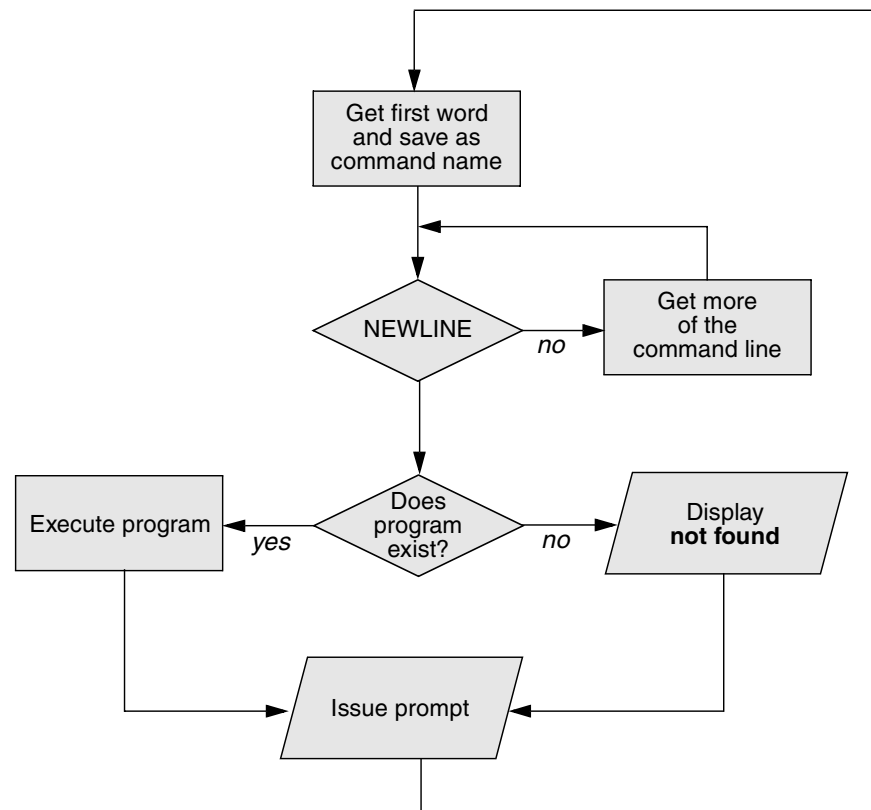 Get first word
and save as
command name
NEWLINE
no
Get more
of the
command line
Does
program
exist?
yes
no
Execute program
Display
not found
Issue prompt